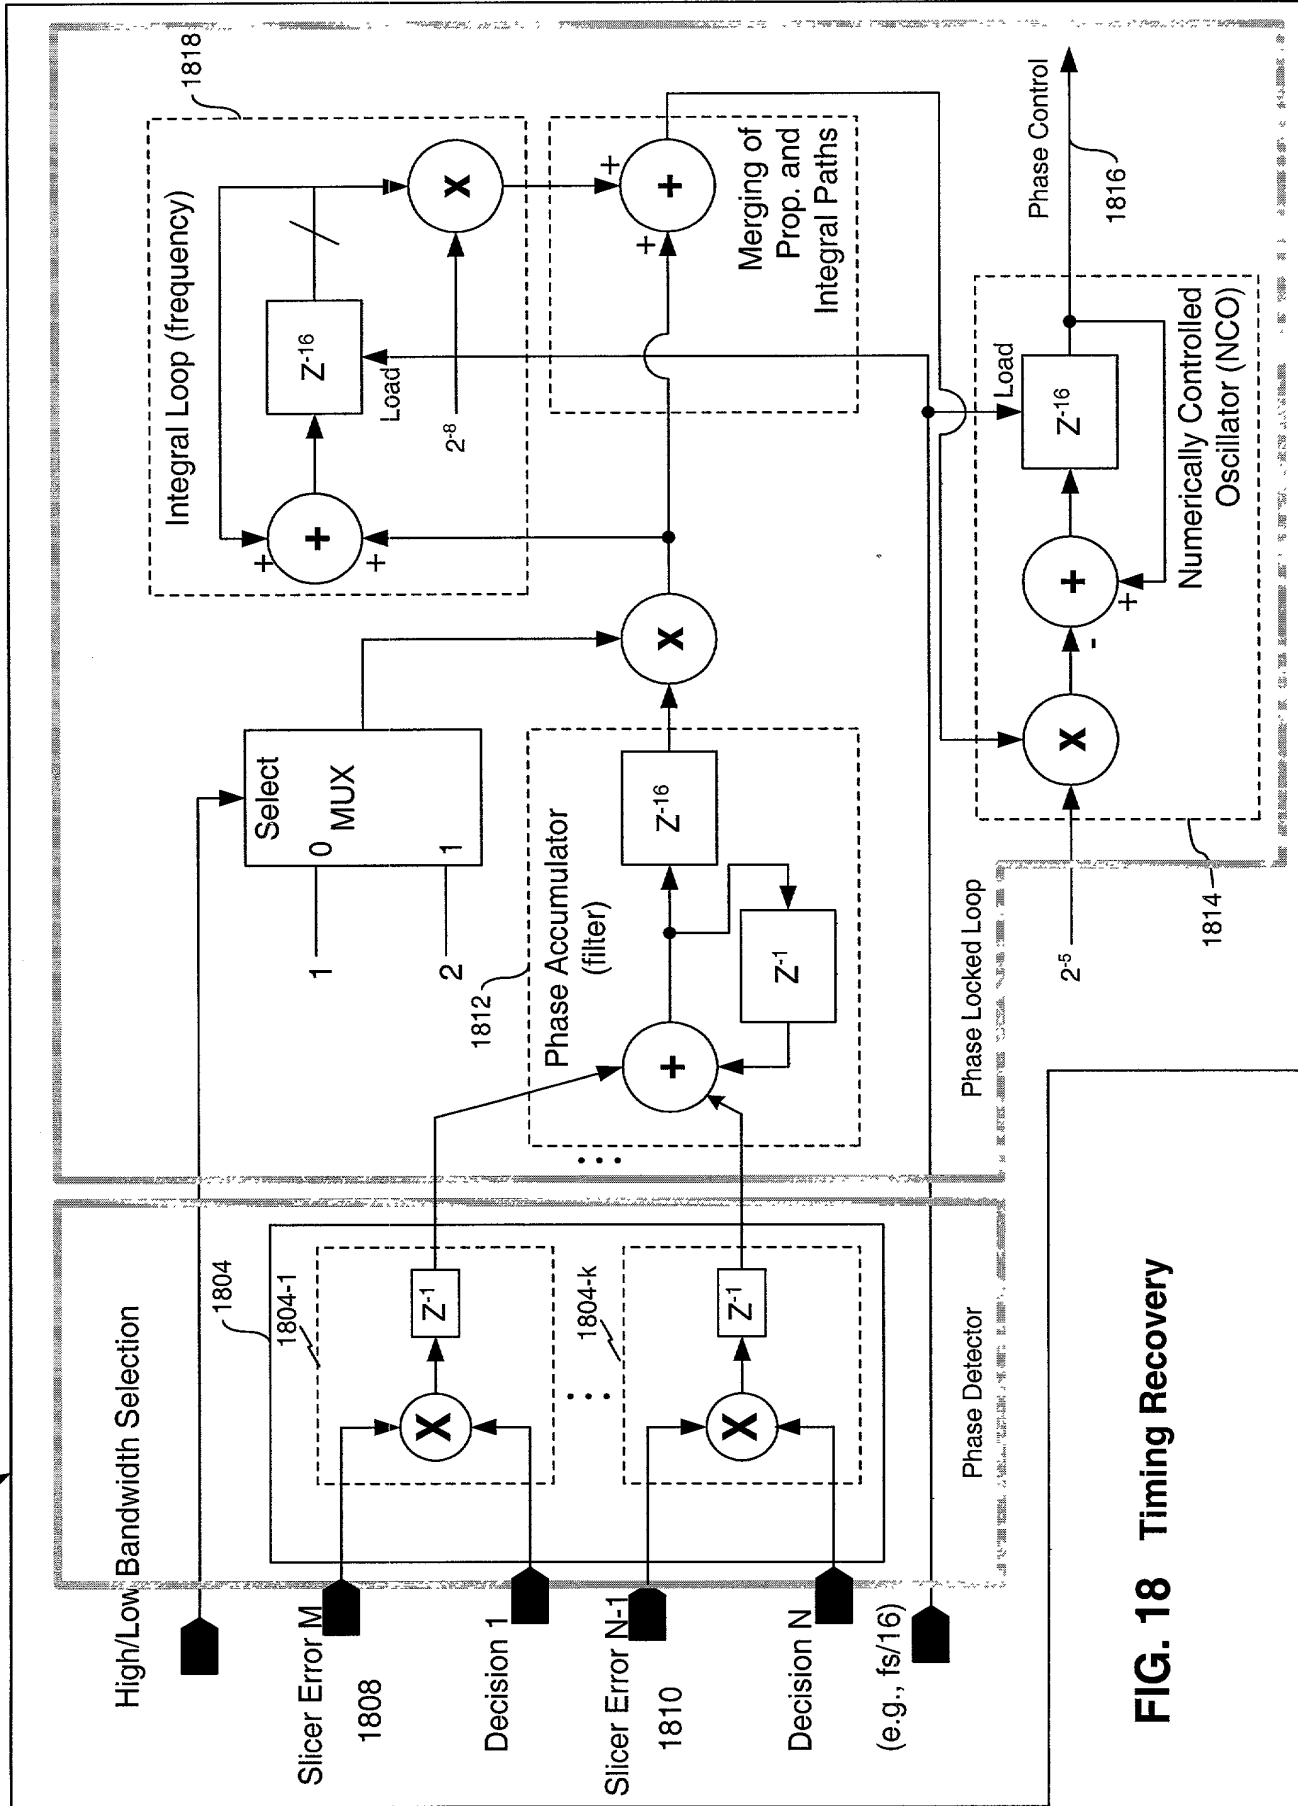 High/Low Bandwidth Selection
Slicer Error M
1808
Decision 1
Slicer Error N-1
1810
Decision N
(e.g., fs/16)
1804
1804-1
X
Z-1
1804-k
X
Z-1
Phase Detector
Select
0
MUX
1
1
2
1812
Phase Accumulator
(filter)
+
Z-1
Z-16
X
Integral Loop (frequency)
1818
+
+
+
Z-16
Load
2-8
X
+
+
+
Merging of
Prop. and
Integral Paths
Phase Locked Loop
2-5
1814
X
-
+
+
Z-16
Load
Numerically Controlled
Oscillator (NCO)
Phase Control
1816
FIG. 18 Timing Recovery